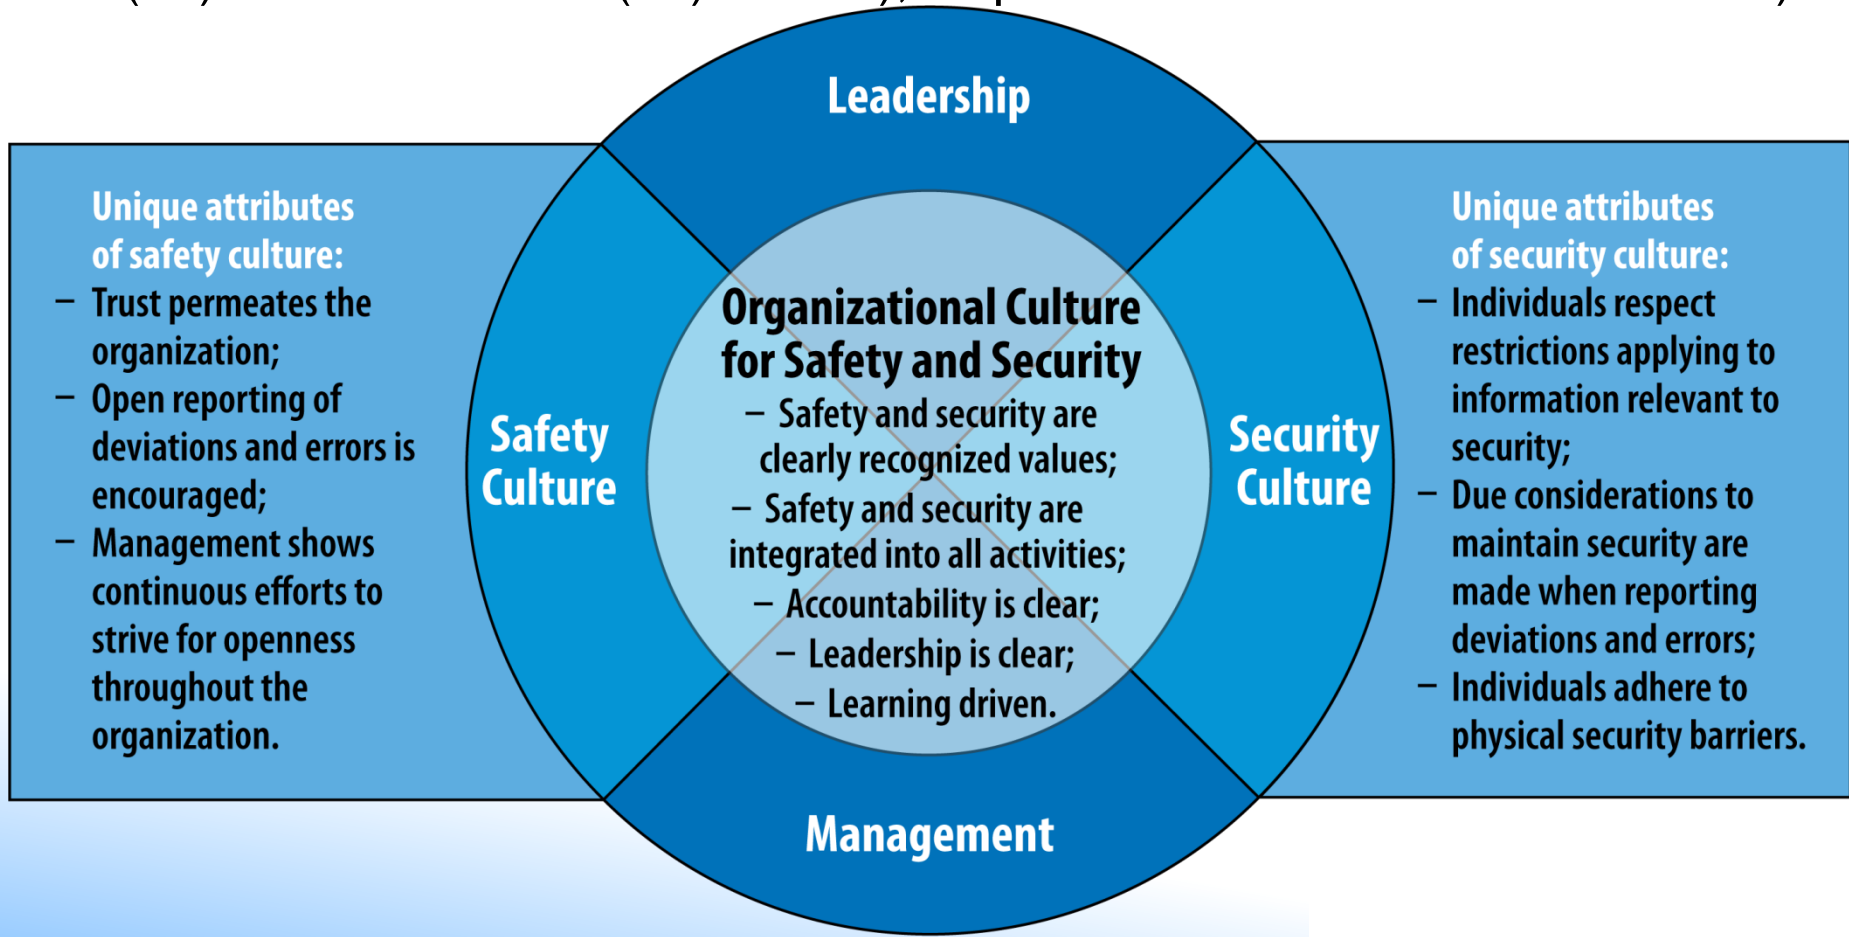 Leadership
Unique attributes
of safety culture:
– Trust permeates the
organization;
– Open reporting of
deviations and errors is
encouraged;
– Management shows
continuous efforts to
strive for openness
throughout the
organization.
Safety
Culture
Organizational Culture
for Safety and Security
– Safety and security are
clearly recognized values;
– Safety and security are
integrated into all activities;
– Accountability is clear;
– Leadership is clear;
– Learning driven.
Security
Culture
Unique attributes
of security culture:
– Individuals respect
restrictions applying to
information relevant to
security;
– Due considerations to
maintain security are
made when reporting
deviations and errors;
– Individuals adhere to
physical security barriers.
Management